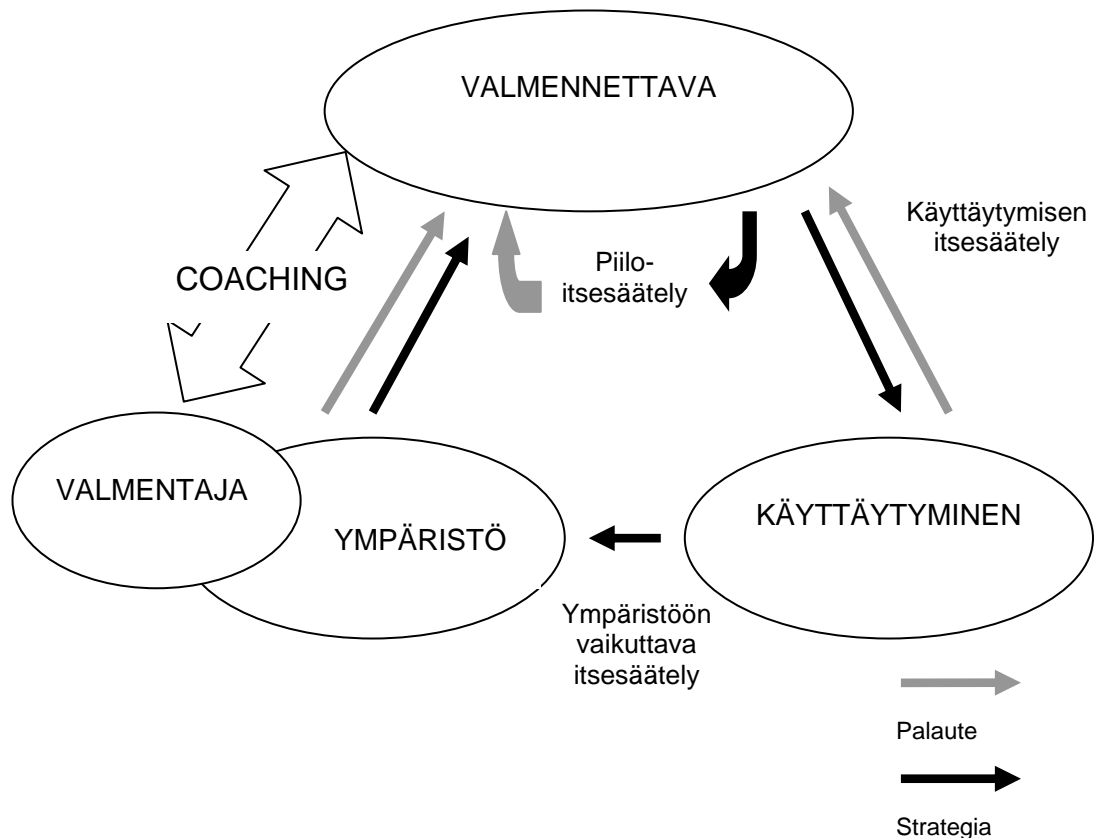 VALMENNETTAVA
Käyttäytymisen
itsesäätely
COACHING
Piilo-
itsesäätely
VALMENTAJA
YMPÄRISTÖ
KÄYTTÄYTYMINEN
Ympäristöön
vaikuttava
itsesäätely
Palaute
Strategia